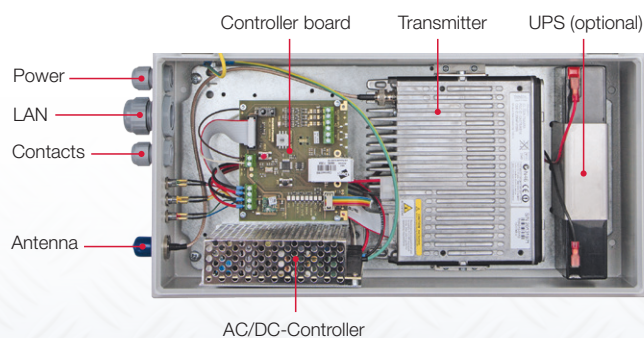 Controller board
Transmitter
UPS (optional)
Power
LAN
Contacts
Antenna
AC/DC-Controller